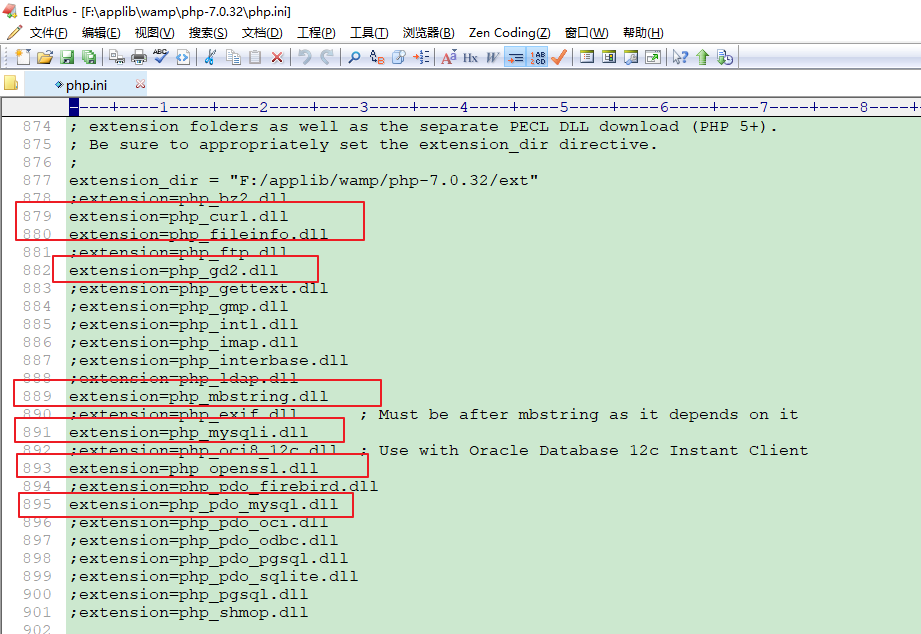 EditPlus - [F:\applib\wamp\php-7.0.32\php.ini]
文件(F) 编辑(E) 视图(V) 搜索(S) 文档(D) 工程(P) 工具(T) 浏览器(B) Zen Coding(Z) 窗口(W) 帮助(H)
php.ini
----+----1----+----2----+----3----+----4----+----5----+----6----+----7----+----8----+
874 ; extension folders as well as the separate PECL DLL download (PHP 5+).
875 ; Be sure to appropriately set the extension_dir directive.
876 ;
877 extension_dir = "F:/applib/wamp/php-7.0.32/ext"
878 ;extension=php_bz2.dll
879 extension=php_curl.dll
880 extension=php_fileinfo.dll
881 ;extension=php_ftp.dll
882 extension=php_gd2.dll
883 ;extension=php_gettext.dll
884 ;extension=php_gmp.dll
885 ;extension=php_intl.dll
886 ;extension=php_imap.dll
887 ;extension=php_interbase.dll
888 ;extension=php_ldap.dll
889 extension=php_mbstring.dll
890 ;extension=php_exif.dll ; Must be after mbstring as it depends on it
891 extension=php_mysqli.dll
892 ;extension=php_oci8_12c.dll ; Use with Oracle Database 12c Instant Client
893 extension=php_openssl.dll
894 ;extension=php_pdo_firebird.dll
895 extension=php_pdo_mysql.dll
896 ;extension=php_pdo_oci.dll
897 ;extension=php_pdo_odbc.dll
898 ;extension=php_pdo_pgsql.dll
899 ;extension=php_pdo_sqlite.dll
900 ;extension=php_pgsql.dll
901 ;extension=php_shmop.dll
902